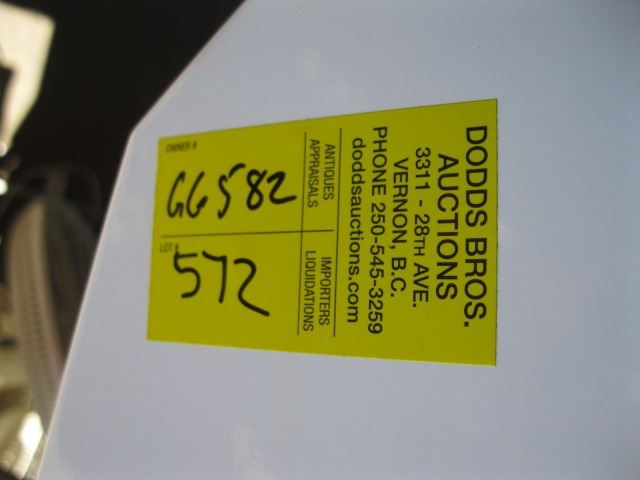 DODDS BROS.
AUCTIONS
3311 - 28TH AVE.
VERNON, B.C.
PHONE 250-545-3259
doddsauctions.com
ANTIQUES IMPORTERS
APPRAISALS LIQUIDATIONS
OWNER # LOT #
GG582 572